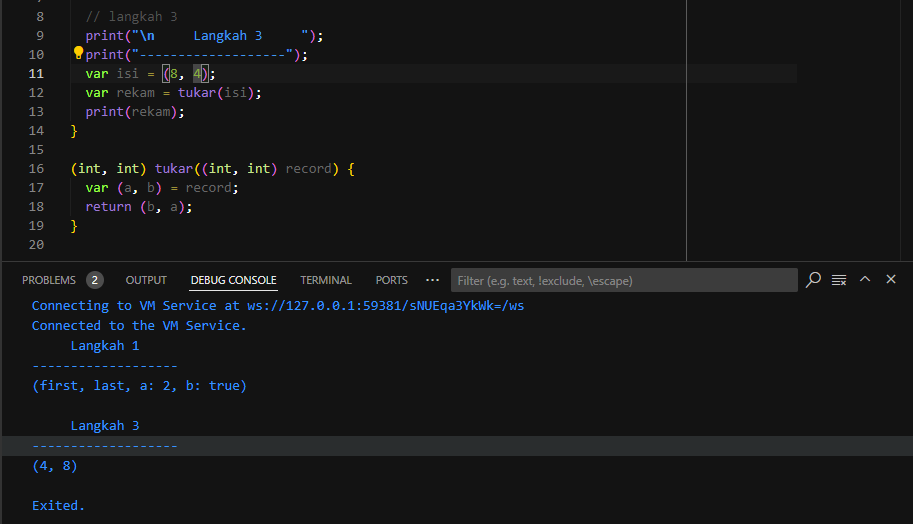 8 // langkah 3
9 print("\n     Langkah 3     ");
10 print("-------------------");
11 var isi = (8, 4);
12 var rekam = tukar(isi);
13 print(rekam);
14 }
15
16 (int, int) tukar((int, int) record) {
17 var (a, b) = record;
18 return (b, a);
19 }
20
PROBLEMS 2 OUTPUT DEBUG CONSOLE TERMINAL PORTS ··· Filter (e.g. text, !exclude, \escape)
Connecting to VM Service at ws://127.0.0.1:59381/sNUEqa3YkWk=/ws
Connected to the VM Service.
     Langkah 1
-------------------
(first, last, a: 2, b: true)
     Langkah 3
-------------------
(4, 8)
Exited.